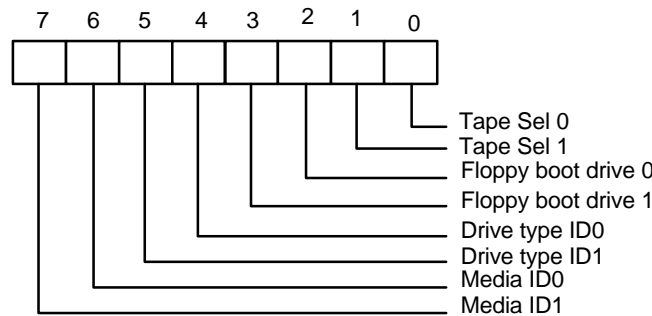 7 6 5 4 3 2 1 0
Tape Sel 0
Tape Sel 1
Floppy boot drive 0
Floppy boot drive 1
Drive type ID0
Drive type ID1
Media ID0
Media ID1